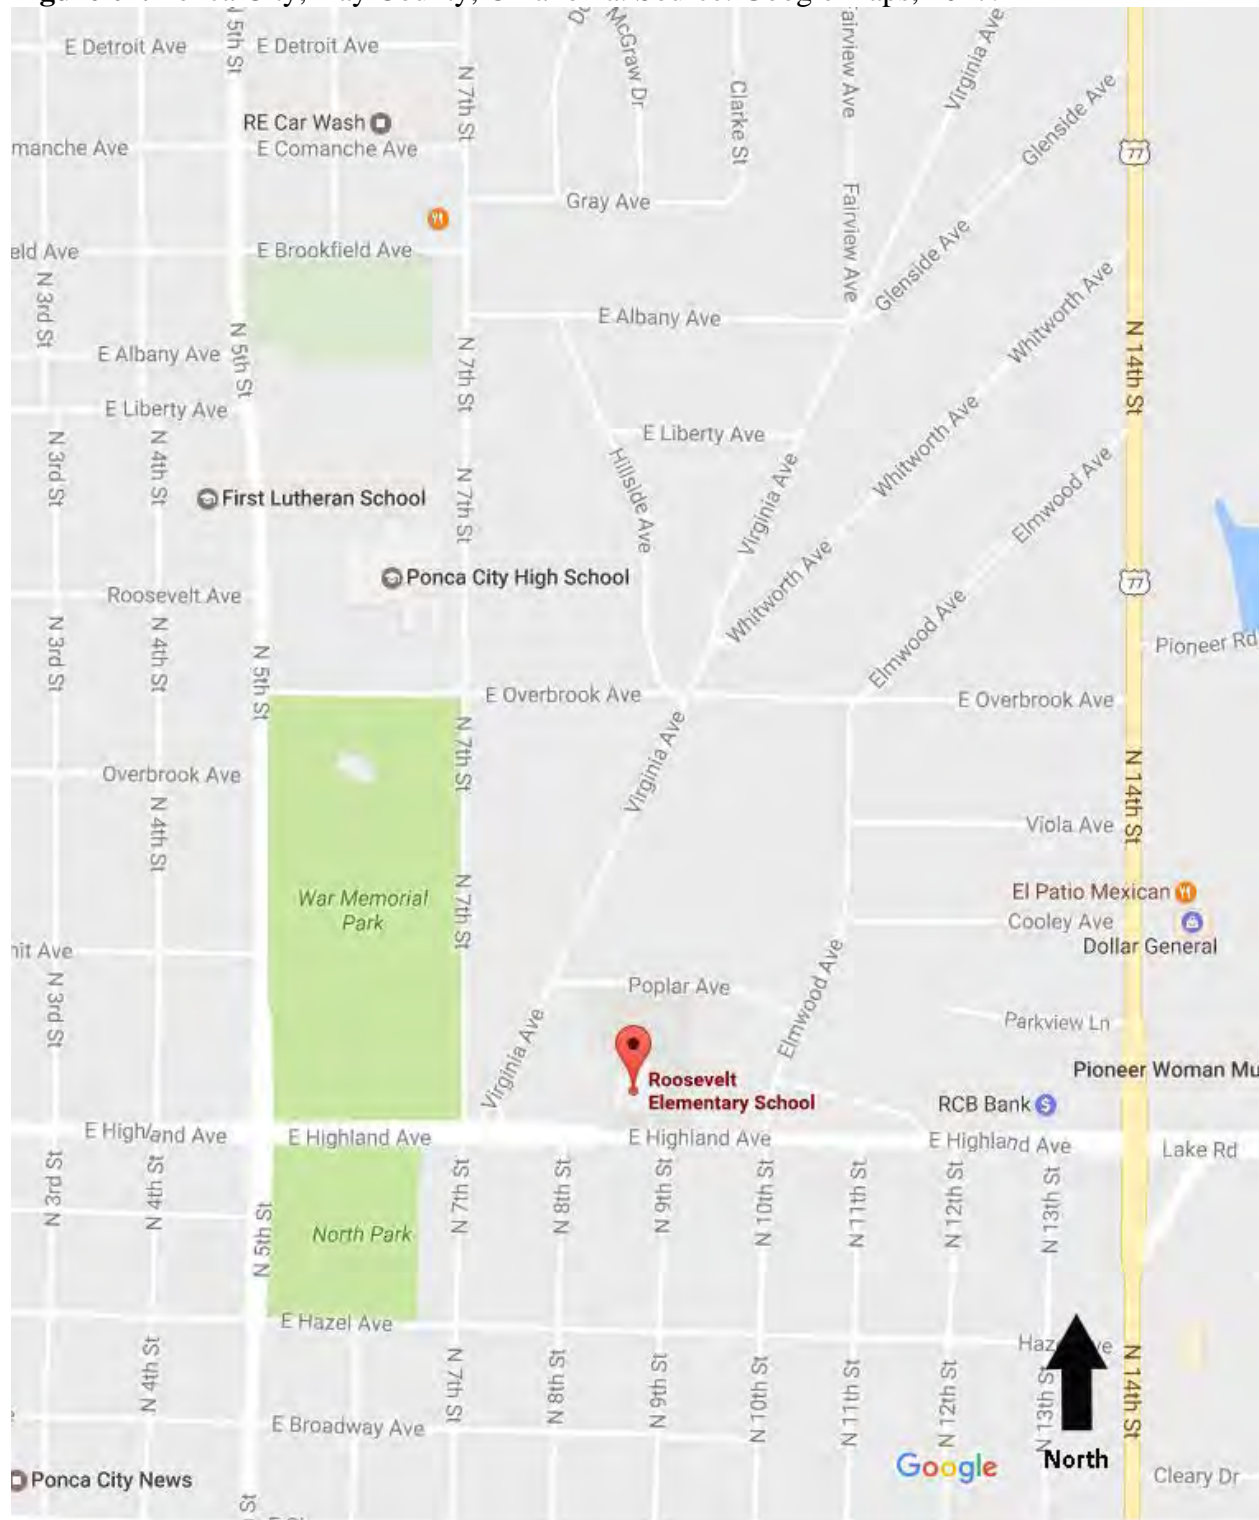 E Detroit Ave
N 5th St
E Detroit Ave
McGraw Dr
Fairview Ave
Virginia Ave
N 7th St
Clarke St
Glenside Ave
RE Car Wash
E Comanche Ave
77
Gray Ave
Fairview Ave
E Brookfield Ave
Glenside Ave
N 3rd St
Whitworth Ave
E Albany Ave
N 5th St
N 7th St
E Albany Ave
N 14th St
E Liberty Ave
E Liberty Ave
Whitworth Ave
N 3rd St
N 4th St
N 7th St
Hillside Ave
Virginia Ave
Elmwood Ave
First Lutheran School
Ponca City High School
Whitworth Ave
77
Roosevelt Ave
Elmwood Ave
N 3rd St
N 4th St
N 5th St
Pioneer Rd
E Overbrook Ave
E Overbrook Ave
N 7th St
Virginia Ave
Overbrook Ave
N 4th St
N 14th St
Viola Ave
War Memorial
Park
N 7th St
El Patio Mexican
Cooley Ave
Dollar General
N 3rd St
Poplar Ave
Elmwood Ave
Parkview Ln
Virginia Ave
Roosevelt
Elementary School
Pioneer Woman Mu
RCB Bank
E Highland Ave
E Highland Ave
E Highland Ave
E Highland Ave
Lake Rd
N 3rd St
N 4th St
N 5th St
North Park
N 7th St
N 8th St
N 9th St
N 10th St
N 11th St
N 12th St
N 13th St
E Hazel Ave
N 4th St
N 7th St
N 8th St
N 9th St
N 10th St
N 11th St
N 12th St
N 13th St
N 14th St
E Broadway Ave
Google
North
Ponca City News
Cleary Dr
St